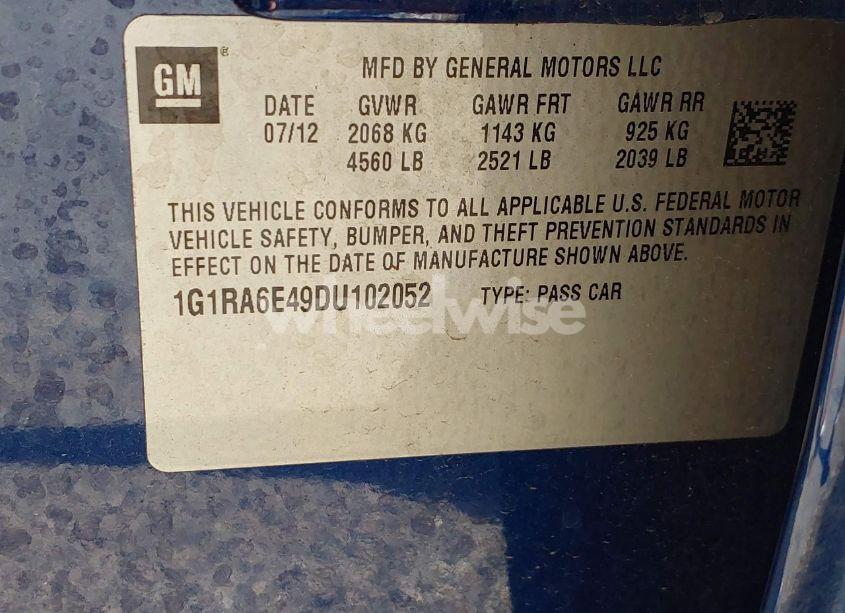 GM®
MFD BY GENERAL MOTORS LLC
DATE GVWR GAWR FRT GAWR RR
07/12 2068 KG 1143 KG 925 KG
4560 LB 2521 LB 2039 LB
THIS VEHICLE CONFORMS TO ALL APPLICABLE U.S. FEDERAL MOTOR
VEHICLE SAFETY, BUMPER, AND THEFT PREVENTION STANDARDS IN
EFFECT ON THE DATE OF MANUFACTURE SHOWN ABOVE.
1G1RA6E49DU102052 TYPE: PASS CAR
wheelwise